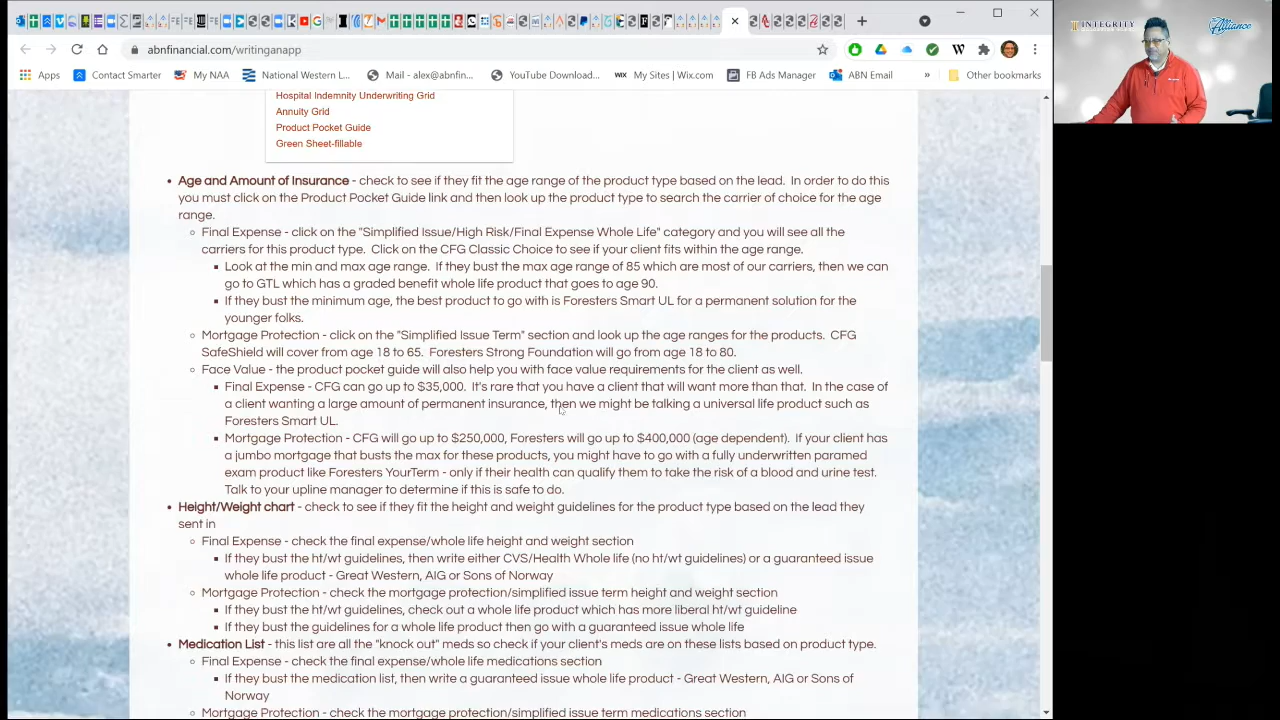 abnfinancial.com/writinganapp
Apps
Contact Smarter
My NAA
National Western L...
Mail - alex@abnfin...
YouTube Download...
WIX My Sites | Wix.com
FB Ads Manager
ABN Email
»
Other bookmarks
INTEGRITY
Alliance
Hospital Indemnity Underwriting Grid
Annuity Grid
Product Pocket Guide
Green Sheet-fillable
• Age and Amount of Insurance - check to see if they fit the age range of the product type based on the lead. In order to do this
you must click on the Product Pocket Guide link and then look up the product type to search the carrier of choice for the age
range.
Final Expense - click on the "Simplified Issue/High Risk/Final Expense Whole Life" category and you will see all the
carriers for this product type. Click on the CFG Classic Choice to see if your client fits within the age range.
Look at the min and max age range. If they bust the max age range of 85 which are most of our carriers, then we can
go to GTL which has a graded benefit whole life product that goes to age 90.
If they bust the minimum age, the best product to go with is Foresters Smart UL for a permanent solution for the
younger folks.
Mortgage Protection - click on the "Simplified Issue Term" section and look up the age ranges for the products. CFG
SafeShield will cover from age 18 to 65. Foresters Strong Foundation will go from age 18 to 80.
Face Value - the product pocket guide will also help you with face value requirements for the client as well.
Final Expense - CFG can go up to $35,000. It's rare that you have a client that will want more than that. In the case of
a client wanting a large amount of permanent insurance, then we might be talking a universal life product such as
Foresters Smart UL.
Mortgage Protection - CFG will go up to $250,000, Foresters will go up to $400,000 (age dependent). If your client has
a jumbo mortgage that busts the max for these products, you might have to go with a fully underwritten paramed
exam product like Foresters YourTerm - only if their health can qualify them to take the risk of a blood and urine test.
Talk to your upline manager to determine if this is safe to do.
• Height/Weight chart - check to see if they fit the height and weight guidelines for the product type based on the lead they
sent in
Final Expense - check the final expense/whole life height and weight section
If they bust the ht/wt guidelines, then write either CVS/Health Whole life (no ht/wt guidelines) or a guaranteed issue
whole life product - Great Western, AIG or Sons of Norway
Mortgage Protection - check the mortgage protection/simplified issue term height and weight section
If they bust the ht/wt guidelines, check out a whole life product which has more liberal ht/wt guideline
If they bust the guidelines for a whole life product then go with a guaranteed issue whole life
• Medication List - this list are all the "knock out" meds so check if your client's meds are on these lists based on product type.
Final Expense - check the final expense/whole life medications section
If they bust the medication list, then write a guaranteed issue whole life product - Great Western, AIG or Sons of
Norway
Mortgage Protection - check the mortgage protection/simplified issue term medications section